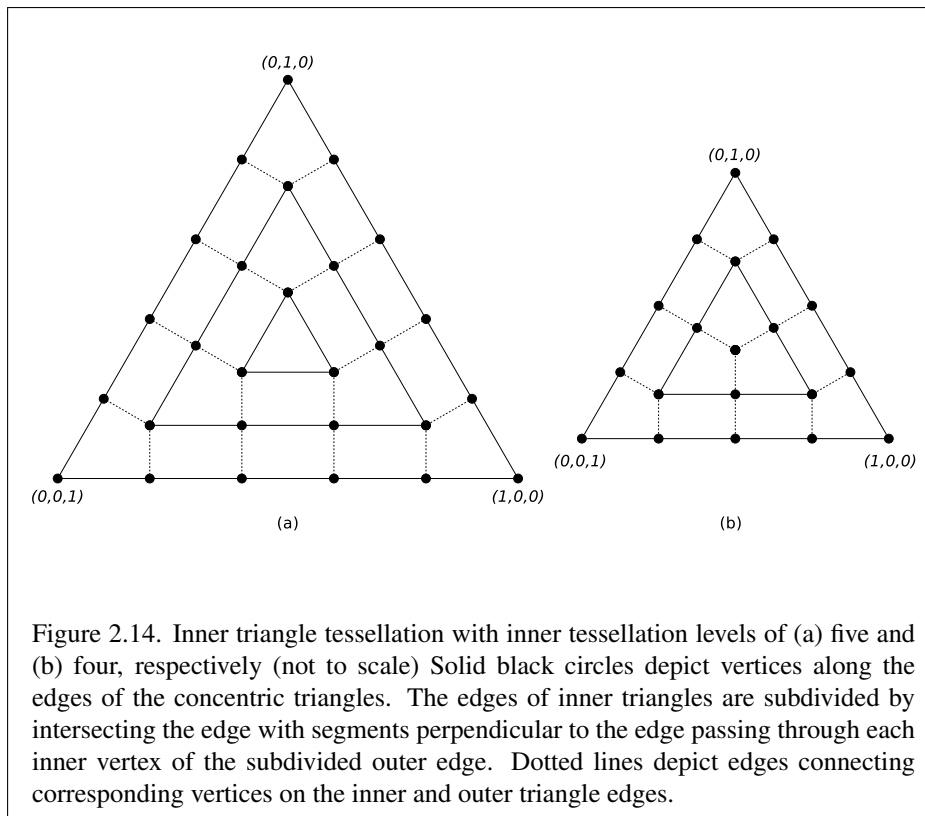 (0,1,0)
(0,1,0)
(0,0,1)
(1,0,0)
(0,0,1)
(1,0,0)
(a)
(b)
Figure 2.14. Inner triangle tessellation with inner tessellation levels of (a) five and
(b) four, respectively (not to scale) Solid black circles depict vertices along the
edges of the concentric triangles. The edges of inner triangles are subdivided by
intersecting the edge with segments perpendicular to the edge passing through each
inner vertex of the subdivided outer edge. Dotted lines depict edges connecting
corresponding vertices on the inner and outer triangle edges.